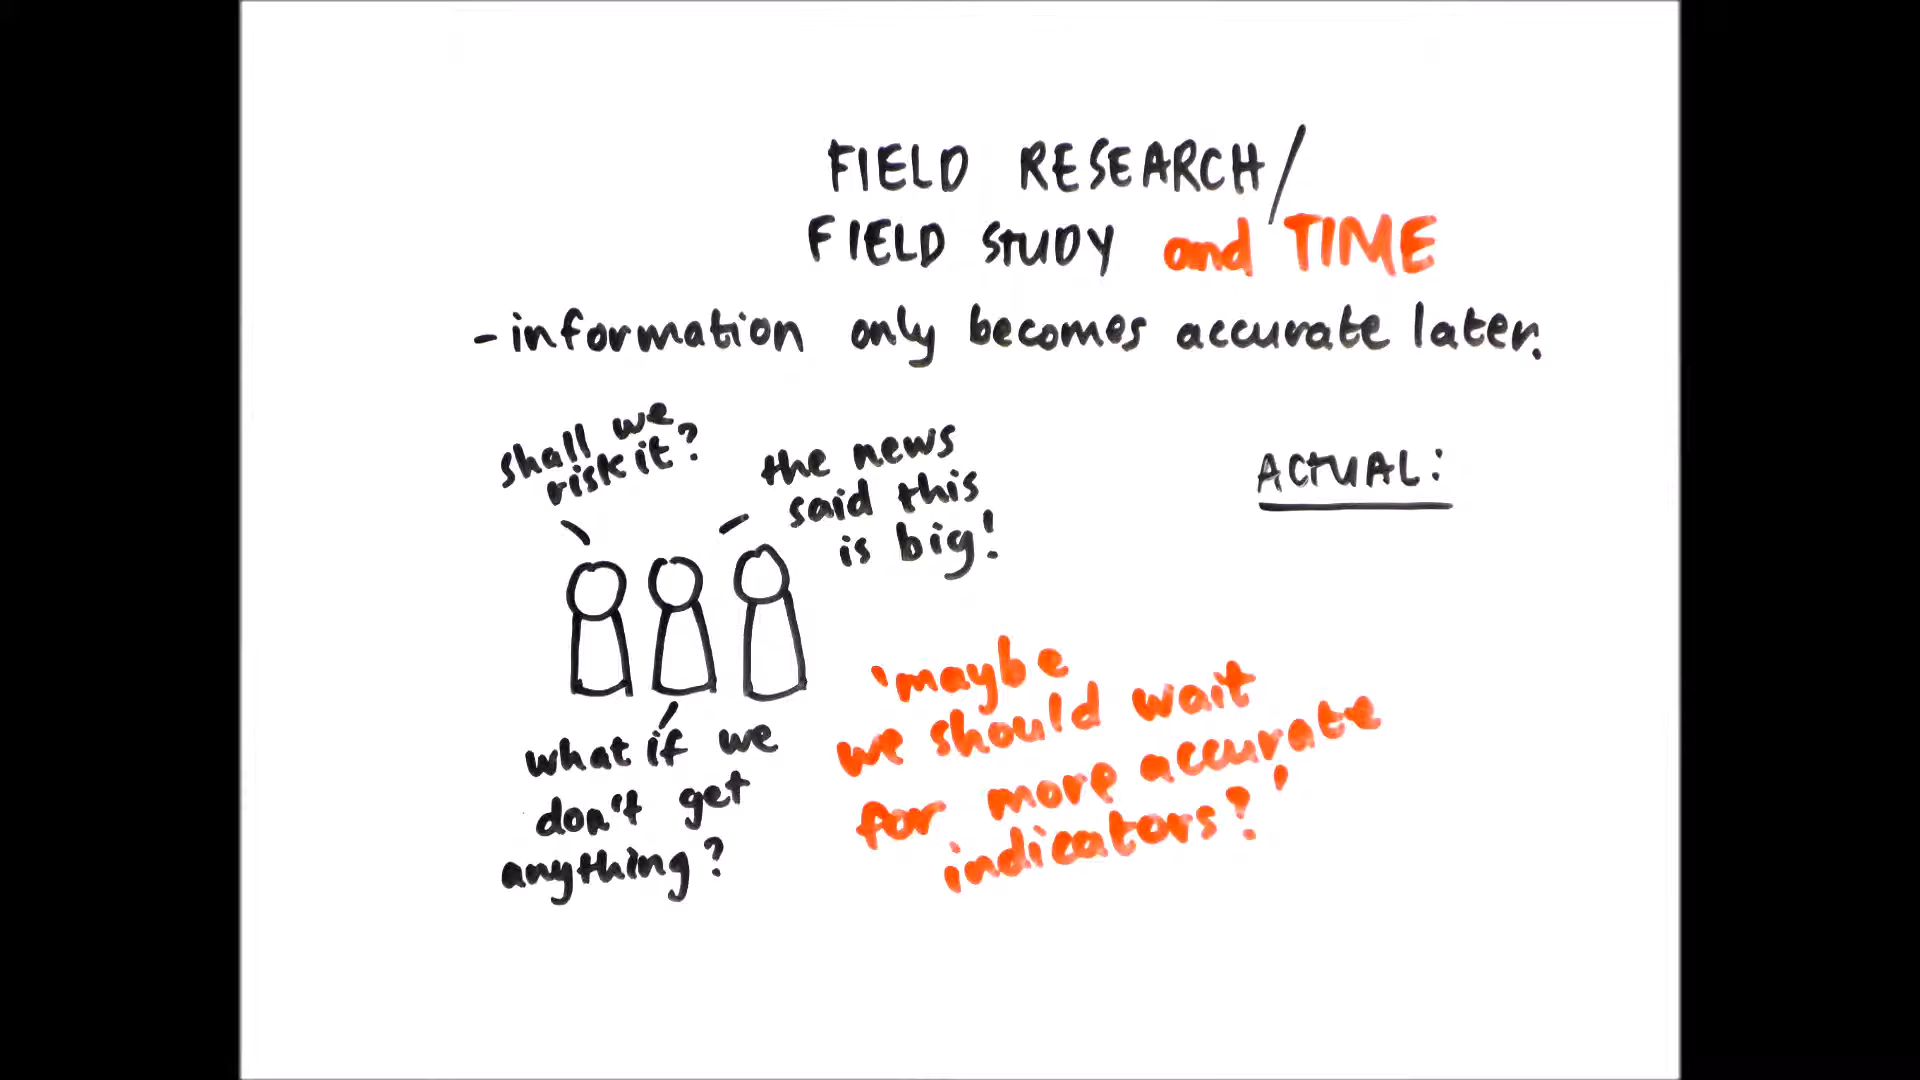 FIELD RESEARCH/
FIELD STUDY and TIME
- information only becomes accurate later.
shall we
risk it?
the news
said this
is big!
ACTUAL:
what if we
don't get
anything?
'maybe
we should wait
for more accurate
indicators?'